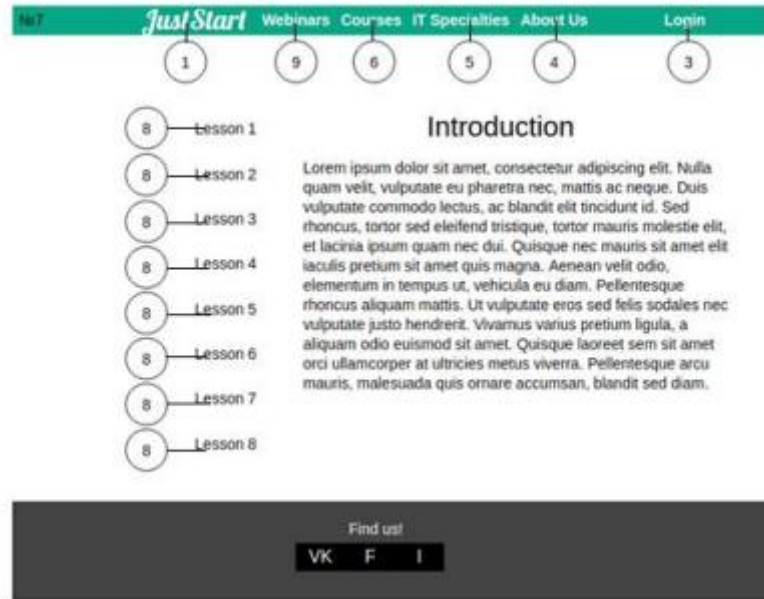 №7 JustStart Webinars Courses IT Specialties About Us Login
1 9 6 5 4 3
Introduction
8 Lesson 1
8 Lesson 2
8 Lesson 3
8 Lesson 4
8 Lesson 5
8 Lesson 6
8 Lesson 7
8 Lesson 8
Lorem ipsum dolor sit amet, consectetur adipiscing elit. Nulla
quam velit, vulputate eu pharetra nec, mattis ac neque. Duis
vulputate commodo lectus, ac blandit elit tincidunt id. Sed
rhoncus, tortor sed eleifend tristique, tortor mauris molestie elit,
et lacinia ipsum quam nec dui. Quisque nec mauris sit amet elit
iaculis pretium sit amet quis magna. Aenean velit odio,
elementum in tempus ut, vehicula eu diam. Pellentesque
rhoncus aliquam mattis. Ut vulputate eros sed felis sodales nec
vulputate justo hendrerit. Vivamus varius pretium ligula, a
aliquam odio euismod sit amet. Quisque laoreet sem sit amet
orci ullamcorper at ultricies metus viverra. Pellentesque arcu
mauris, malesuada quis ornare accumsan, blandit sed diam.
Find us!
VK F I